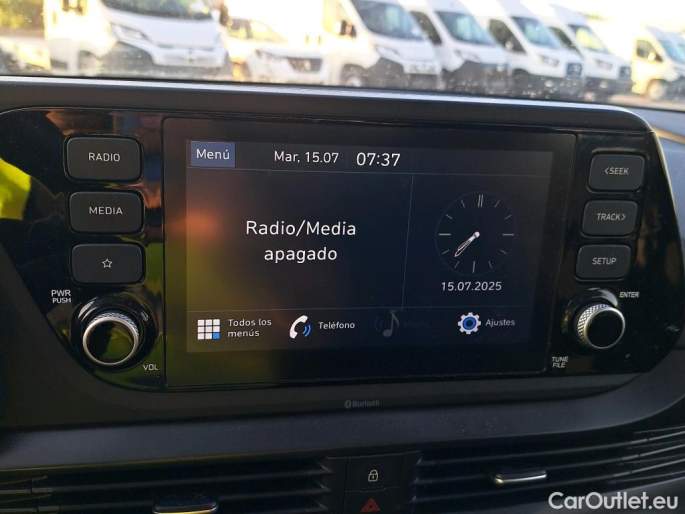 RADIO
MEDIA
PWR
PUSH
VOL
Menú
Mar, 15.07
07:37
Radio/Media
apagado
15.07.2025
Todos los
menús
Teléfono
Ajustes
<SEEK
TRACK>
SETUP
ENTER
TUNE
FILE
Bluetooth
CarOutlet.eu